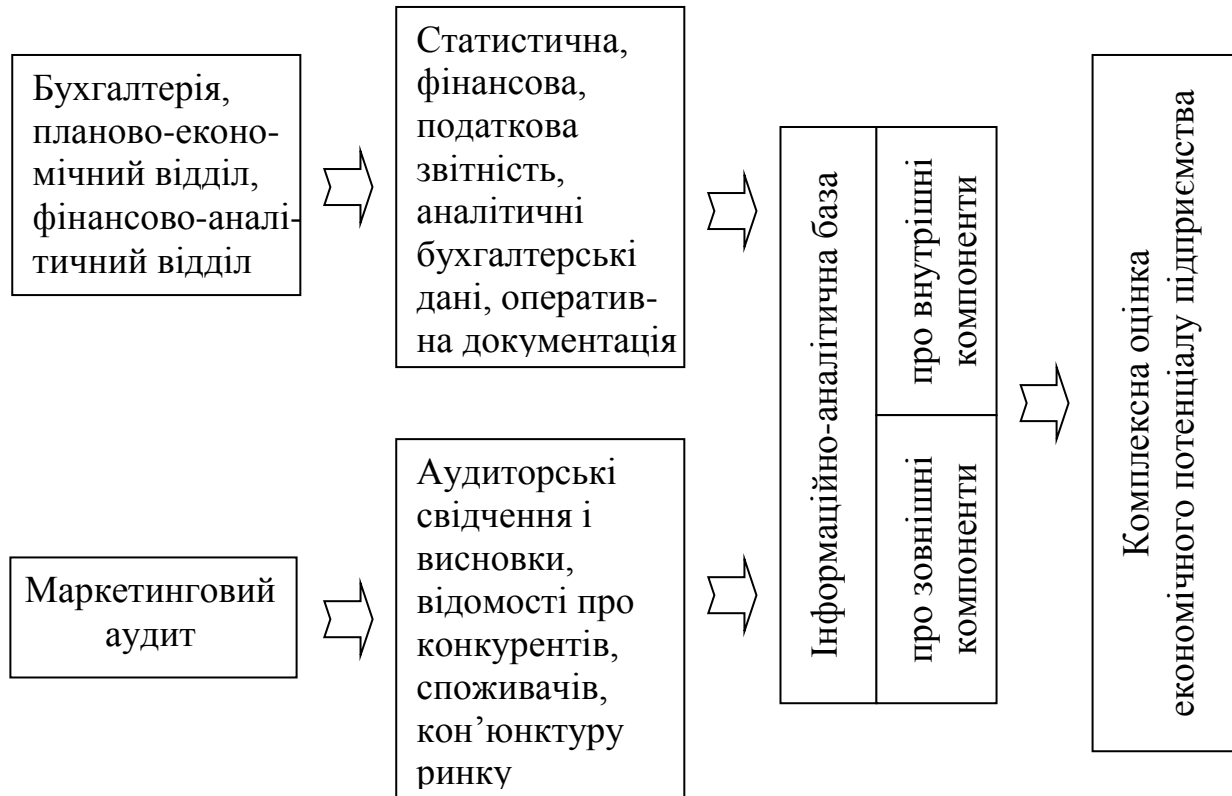 Бухгалтерія,
планово-еконо-
мічний відділ,
фінансово-аналі-
тичний відділ
Статистична,
фінансова,
податкова
звітність,
аналітичні
бухгалтерські
дані, оператив-
на документація
Маркетинговий
аудит
Аудиторські
свідчення і
висновки,
відомості про
конкурентів,
споживачів,
кон’юнктуру
ринку
Інформаційно-аналітична база
про внутрішні
компоненти
про зовнішні
компоненти
Комплексна оцінка
економічного потенціалу підприємства